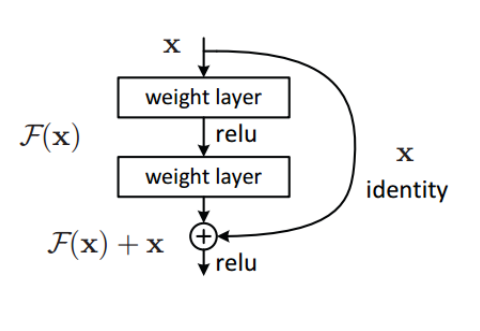 x
weight layer
relu
F(x)
weight layer
x
identity
F(x) + x
relu